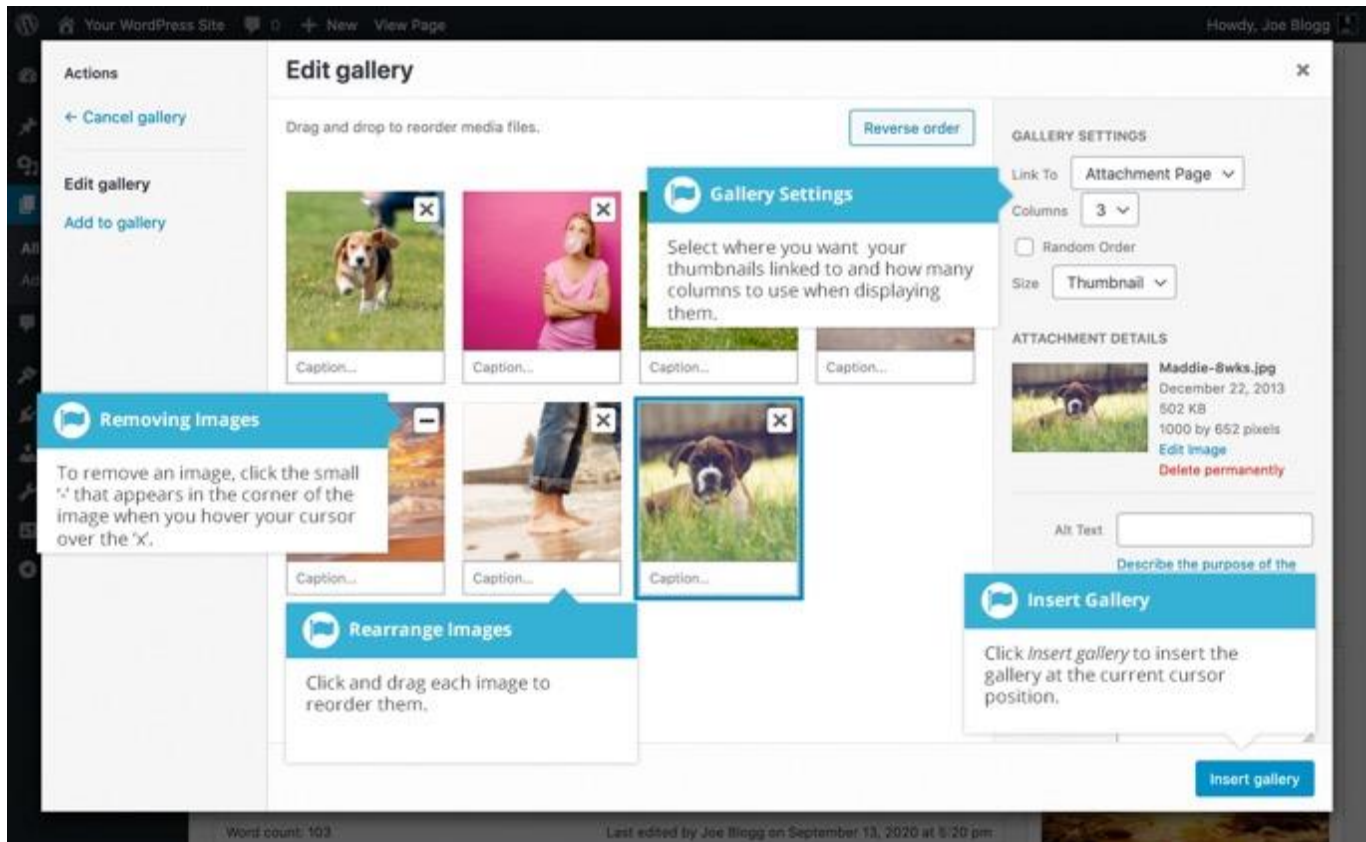 Your WordPress Site 0 + New View Page Howdy, Joe Blogg
Actions
← Cancel gallery
Edit gallery
Add to gallery
Edit gallery
Drag and drop to reorder media files.
Reverse order
Caption...
Caption...
Caption...
Caption...
Caption...
Caption...
Caption...
Removing Images
To remove an image, click the small
'-' that appears in the corner of the
image when you hover your cursor
over the 'x'.
Rearrange Images
Click and drag each image to
reorder them.
Gallery Settings
Select where you want your
thumbnails linked to and how many
columns to use when displaying
them.
GALLERY SETTINGS
Link To Attachment Page
Columns 3
Random Order
Size Thumbnail
ATTACHMENT DETAILS
Maddie-8wks.jpg
December 22, 2013
502 KB
1000 by 652 pixels
Edit Image
Delete permanently
Alt Text
Describe the purpose of the
Insert Gallery
Click Insert gallery to insert the
gallery at the current cursor
position.
Insert gallery
Word count: 103 Last edited by Joe Blogg on September 13, 2020 at 5:20 pm